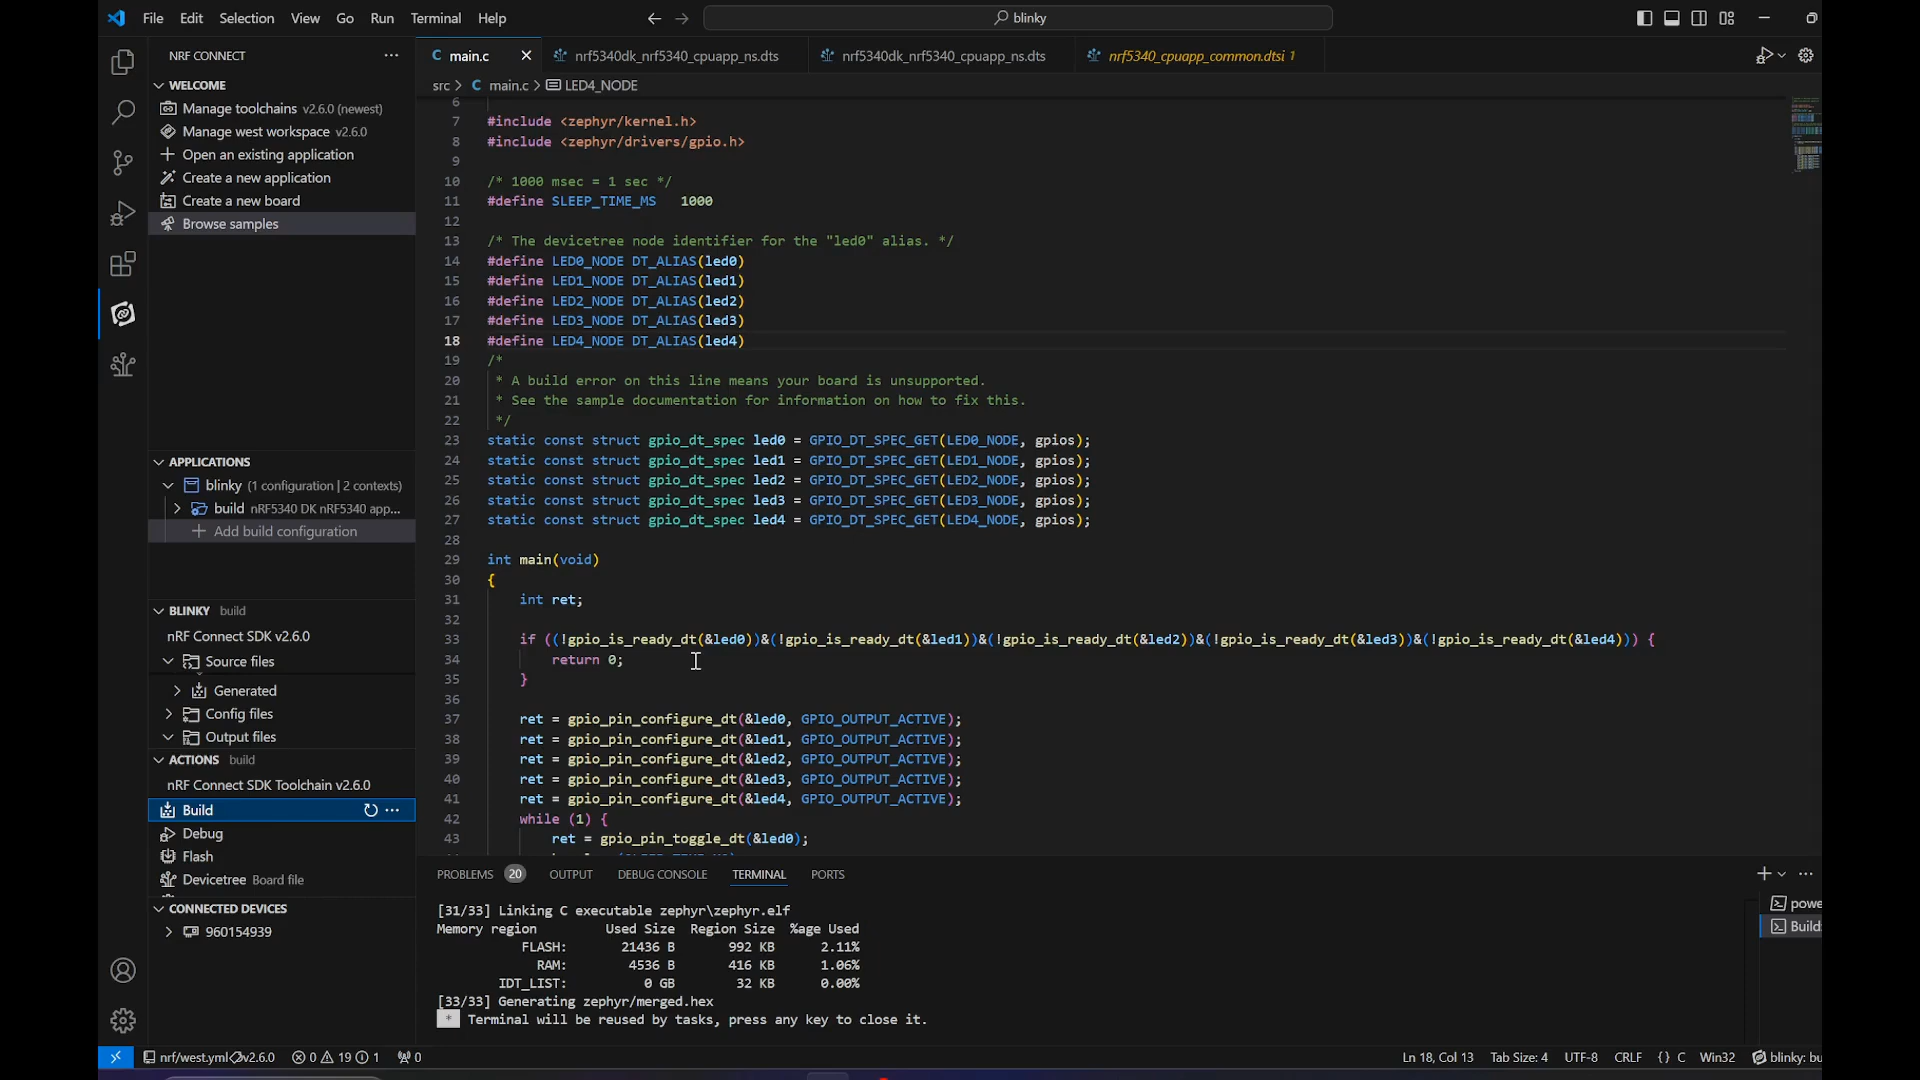 File Edit Selection View Go Run Terminal Help
blinky
NRF CONNECT
WELCOME
Manage toolchains v2.6.0 (newest)
Manage west workspace v2.6.0
Open an existing application
Create a new application
Create a new board
Browse samples
APPLICATIONS
blinky (1 configuration | 2 contexts)
build nRF5340 DK nRF5340 app...
Add build configuration
BLINKY build
nRF Connect SDK v2.6.0
Source files
Generated
Config files
Output files
ACTIONS build
nRF Connect SDK Toolchain v2.6.0
Build
Debug
Flash
Devicetree Board file
CONNECTED DEVICES
960154939
main.c nrf5340dk_nrf5340_cpuapp_ns.dts nrf5340dk_nrf5340_cpuapp_ns.dts nrf5340_cpuapp_common.dtsi 1
src > C main.c > LED4_NODE
6
7 #include <zephyr/kernel.h>
8 #include <zephyr/drivers/gpio.h>
9
10 /* 1000 msec = 1 sec */
11 #define SLEEP_TIME_MS   1000
12
13 /* The devicetree node identifier for the "led0" alias. */
14 #define LED0_NODE DT_ALIAS(led0)
15 #define LED1_NODE DT_ALIAS(led1)
16 #define LED2_NODE DT_ALIAS(led2)
17 #define LED3_NODE DT_ALIAS(led3)
18 #define LED4_NODE DT_ALIAS(led4)
19 /*
20 * A build error on this line means your board is unsupported.
21 * See the sample documentation for information on how to fix this.
22 */
23 static const struct gpio_dt_spec led0 = GPIO_DT_SPEC_GET(LED0_NODE, gpios);
24 static const struct gpio_dt_spec led1 = GPIO_DT_SPEC_GET(LED1_NODE, gpios);
25 static const struct gpio_dt_spec led2 = GPIO_DT_SPEC_GET(LED2_NODE, gpios);
26 static const struct gpio_dt_spec led3 = GPIO_DT_SPEC_GET(LED3_NODE, gpios);
27 static const struct gpio_dt_spec led4 = GPIO_DT_SPEC_GET(LED4_NODE, gpios);
28
29 int main(void)
30 {
31 int ret;
32
33 if ((!gpio_is_ready_dt(&led0))&(!gpio_is_ready_dt(&led1))&(!gpio_is_ready_dt(&led2))&(!gpio_is_ready_dt(&led3))&(!gpio_is_ready_dt(&led4))) {
34 return 0;
35 }
36
37 ret = gpio_pin_configure_dt(&led0, GPIO_OUTPUT_ACTIVE);
38 ret = gpio_pin_configure_dt(&led1, GPIO_OUTPUT_ACTIVE);
39 ret = gpio_pin_configure_dt(&led2, GPIO_OUTPUT_ACTIVE);
40 ret = gpio_pin_configure_dt(&led3, GPIO_OUTPUT_ACTIVE);
41 ret = gpio_pin_configure_dt(&led4, GPIO_OUTPUT_ACTIVE);
42 while (1) {
43 ret = gpio_pin_toggle_dt(&led0);
PROBLEMS 20 OUTPUT DEBUG CONSOLE TERMINAL PORTS
[31/33] Linking C executable zephyr\zephyr.elf
Memory region Used Size Region Size %age Used
FLASH: 21436 B 992 KB 2.11%
RAM: 4536 B 416 KB 1.06%
IDT_LIST: 0 GB 32 KB 0.00%
[33/33] Generating zephyr/merged.hex
* Terminal will be reused by tasks, press any key to close it.
powe
Build
nrf/west.yml v2.6.0 0 19 1 0
Ln 18, Col 13 Tab Size: 4 UTF-8 CRLF {} C Win32 blinky: bu